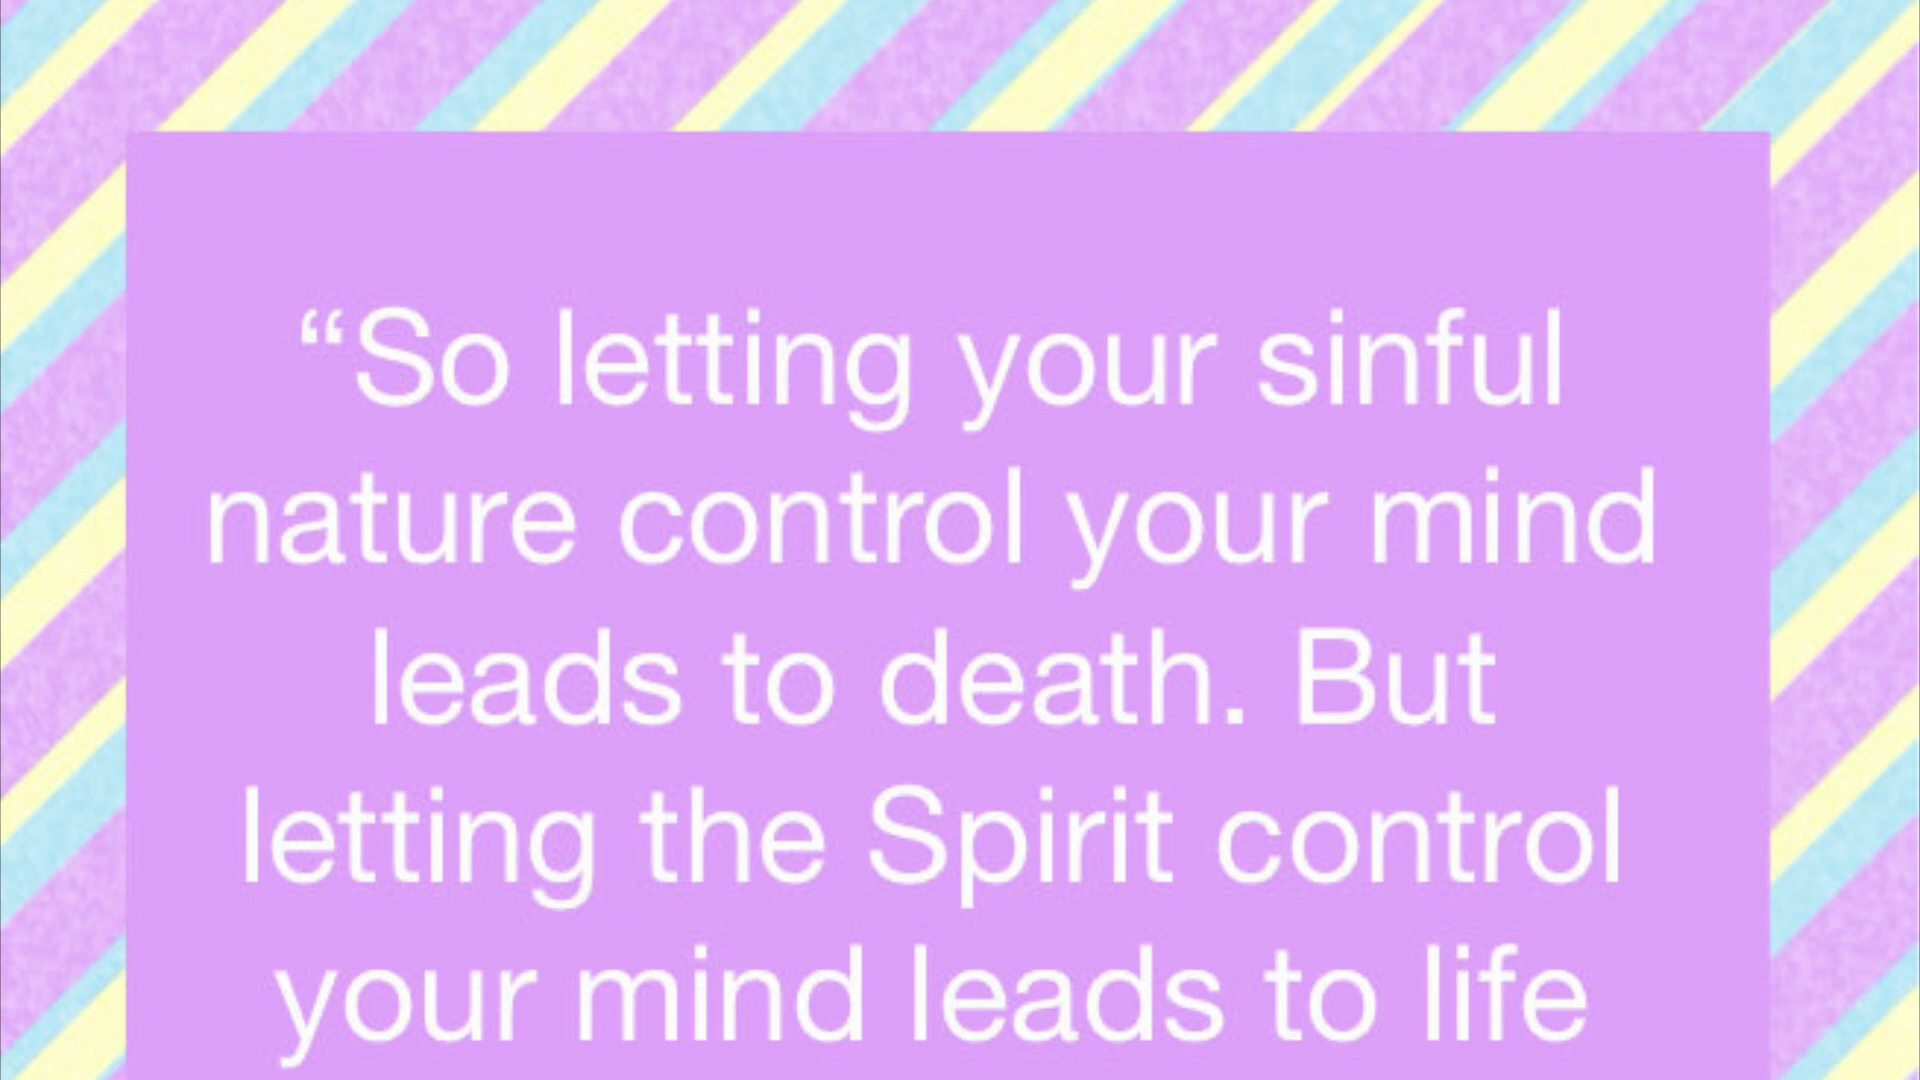 “So letting your sinful
nature control your mind
leads to death. But
letting the Spirit control
your mind leads to life